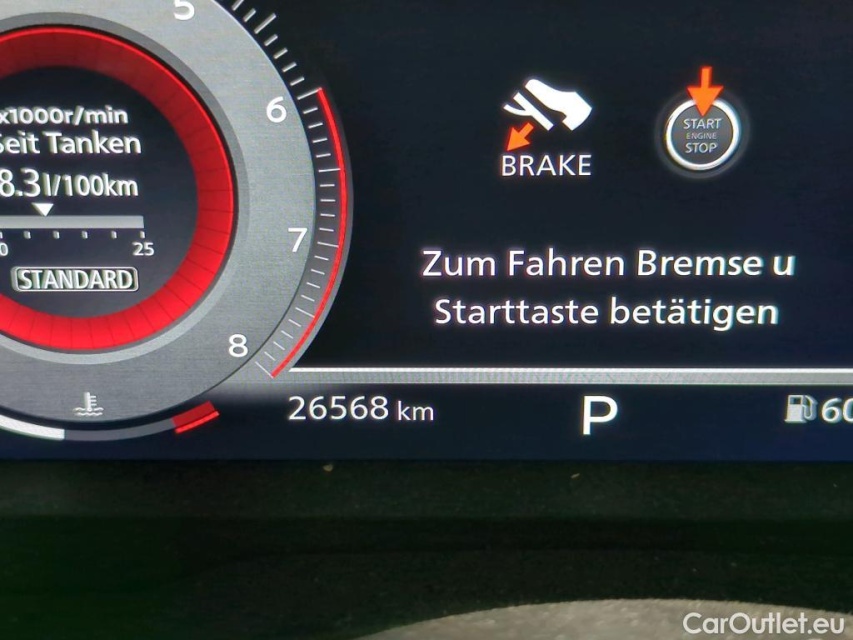 5
6
x1000r/min
START
ENGINE
STOP
Seit Tanken
BRAKE
8.3l/100km
7
0 25
Zum Fahren Bremse u
STANDARD
Starttaste betätigen
8
26568 km P 60
CarOutlet.eu